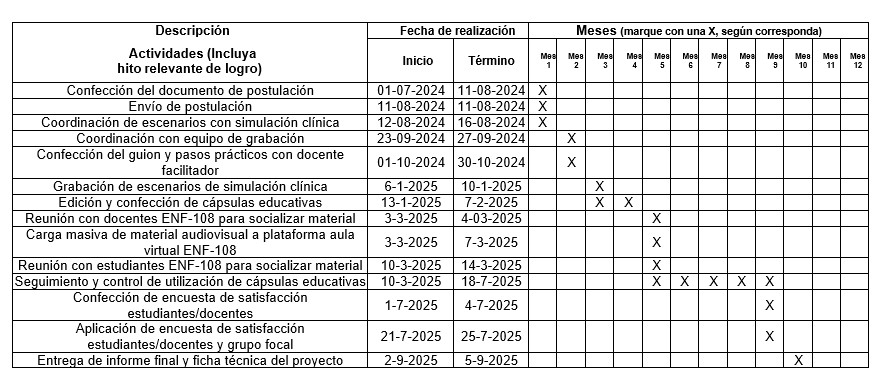 Descripción Fecha de realización Meses (marque con una X, según corresponda)
Actividades (Incluya
hito relevante de logro) Inicio Término Mes 1 Mes 2 Mes 3 Mes 4 Mes 5 Mes 6 Mes 7 Mes 8 Mes 9 Mes 10 Mes 11 Mes 12
Confección del documento de postulación 01-07-2024 11-08-2024 X
Envío de postulación 11-08-2024 11-08-2024 X
Coordinación de escenarios con simulación clínica 12-08-2024 16-08-2024 X
Coordinación con equipo de grabación 23-09-2024 27-09-2024 X
Confección del guion y pasos prácticos con docente
facilitador 01-10-2024 30-10-2024 X
Grabación de escenarios de simulación clínica 6-1-2025 10-1-2025 X
Edición y confección de cápsulas educativas 13-1-2025 7-2-2025 X X
Reunión con docentes ENF-108 para socializar material 3-3-2025 4-03-2025 X
Carga masiva de material audiovisual a plataforma aula
virtual ENF-108 3-3-2025 7-3-2025 X
Reunión con estudiantes ENF-108 para socializar material 10-3-2025 14-3-2025 X
Seguimiento y control de utilización de cápsulas educativas 10-3-2025 18-7-2025 X X X X X
Confección de encuesta de satisfacción
estudiantes/docentes 1-7-2025 4-7-2025 X
Aplicación de encuesta de satisfacción
estudiantes/docentes y grupo focal 21-7-2025 25-7-2025 X
Entrega de informe final y ficha técnica del proyecto 2-9-2025 5-9-2025 X